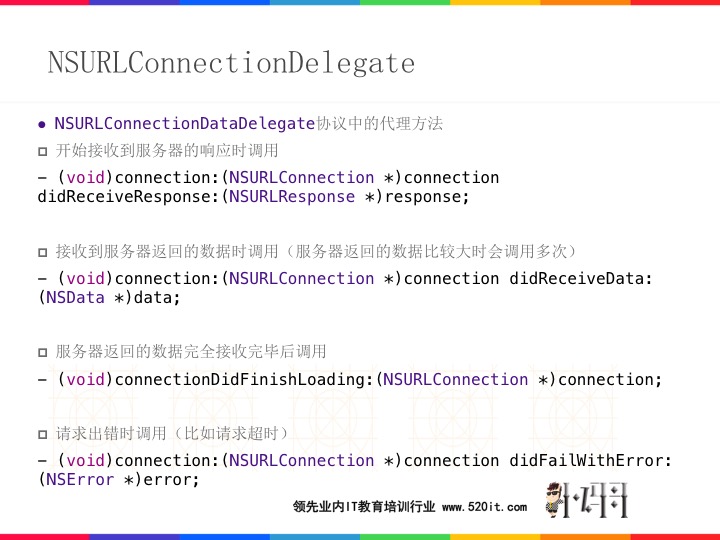 NSURLConnectionDelegate
● NSURLConnectionDataDelegate协议中的代理方法
开始接收到服务器的响应时调用
- (void)connection:(NSURLConnection *)connection
didReceiveResponse:(NSURLResponse *)response;
接收到服务器返回的数据时调用（服务器返回的数据比较大时会调用多次）
- (void)connection:(NSURLConnection *)connection didReceiveData:
(NSData *)data;
服务器返回的数据完全接收完毕后调用
- (void)connectionDidFinishLoading:(NSURLConnection *)connection;
请求出错时调用（比如请求超时）
- (void)connection:(NSURLConnection *)connection didFailWithError:
(NSError *)error;
领先业内IT教育培训行业 www.520it.com
小码哥